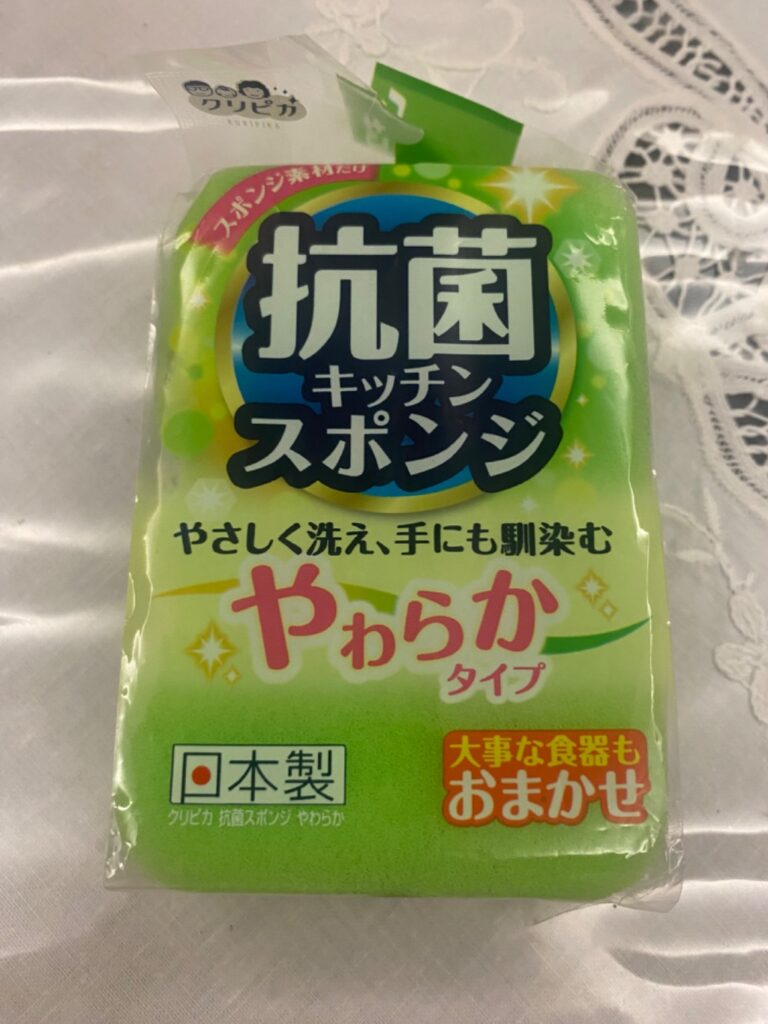 クリピカ
KURIPIKA
スポンジ素材だけ
抗菌
キッチン
スポンジ
やさしく洗え、手にも馴染む
やわらか
タイプ
日本製
クリピカ 抗菌スポンジ やわらか
大事な食器も
おまかせ